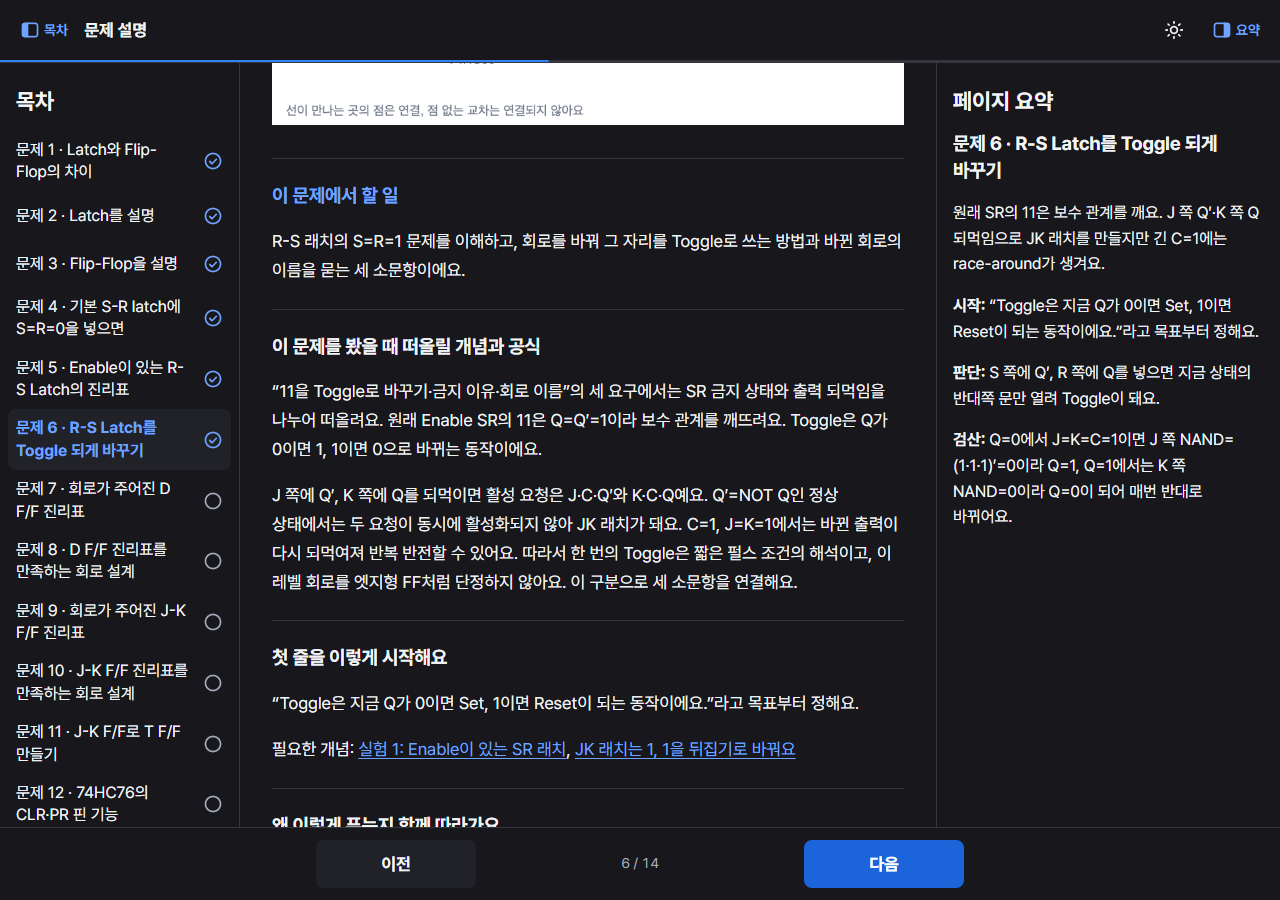 목차
문제 설명
요약
목차
문제 1 · Latch와 Flip-
Flop의 차이
문제 2 · Latch를 설명
문제 3 · Flip-Flop을 설명
문제 4 · 기본 S-R latch에
S=R=0을 넣으면
문제 5 · Enable이 있는 R-
S Latch의 진리표
문제 6 · R-S Latch를
Toggle 되게 바꾸기
문제 7 · 회로가 주어진 D
F/F 진리표
문제 8 · D F/F 진리표를
만족하는 회로 설계
문제 9 · 회로가 주어진 J-K
F/F 진리표
문제 10 · J-K F/F 진리표를
만족하는 회로 설계
문제 11 · J-K F/F로 T F/F
만들기
문제 12 · 74HC76의
CLR·PR 핀 기능
선이 만나는 곳의 점은 연결, 점 없는 교차는 연결되지 않아요
이 문제에서 할 일
R-S 래치의 S=R=1 문제를 이해하고, 회로를 바꿔 그 자리를 Toggle로 쓰는 방법과 바뀐 회로의
이름을 묻는 세 소문항이에요.
이 문제를 봤을 때 떠올릴 개념과 공식
“11을 Toggle로 바꾸기·금지 이유·회로 이름”의 세 요구에서는 SR 금지 상태와 출력 되먹임을
나누어 떠올려요. 원래 Enable SR의 11은 Q=Q′=1이라 보수 관계를 깨뜨려요. Toggle은 Q가
0이면 1, 1이면 0으로 바뀌는 동작이에요.
J 쪽에 Q′, K 쪽에 Q를 되먹이면 활성 요청은 J·C·Q′와 K·C·Q예요. Q′=NOT Q인 정상
상태에서는 두 요청이 동시에 활성화되지 않아 JK 래치가 돼요. C=1, J=K=1에서는 바뀐 출력이
다시 되먹여져 반복 반전할 수 있어요. 따라서 한 번의 Toggle은 짧은 펄스 조건의 해석이고, 이
레벨 회로를 엣지형 FF처럼 단정하지 않아요. 이 구분으로 세 소문항을 연결해요.
첫 줄을 이렇게 시작해요
“Toggle은 지금 Q가 0이면 Set, 1이면 Reset이 되는 동작이에요.”라고 목표부터 정해요.
필요한 개념: 실험 1: Enable이 있는 SR 래치, JK 래치는 1, 1을 뒤집기로 바꿔요
왜 이렇게 푸는지 함께 따라가요
페이지 요약
문제 6 · R-S Latch를 Toggle 되게
바꾸기
원래 SR의 11은 보수 관계를 깨요. J 쪽 Q′·K 쪽 Q
되먹임으로 JK 래치를 만들지만 긴 C=1에는
race-around가 생겨요.
시작: “Toggle은 지금 Q가 0이면 Set, 1이면
Reset이 되는 동작이에요.”라고 목표부터 정해요.
판단: S 쪽에 Q′, R 쪽에 Q를 넣으면 지금 상태의
반대쪽 문만 열려 Toggle이 돼요.
검산: Q=0에서 J=K=C=1이면 J 쪽 NAND=
(1·1·1)′=0이라 Q=1, Q=1에서는 K 쪽
NAND=0이라 Q=0이 되어 매번 반대로
바뀌어요.
이전
6 / 14
다음